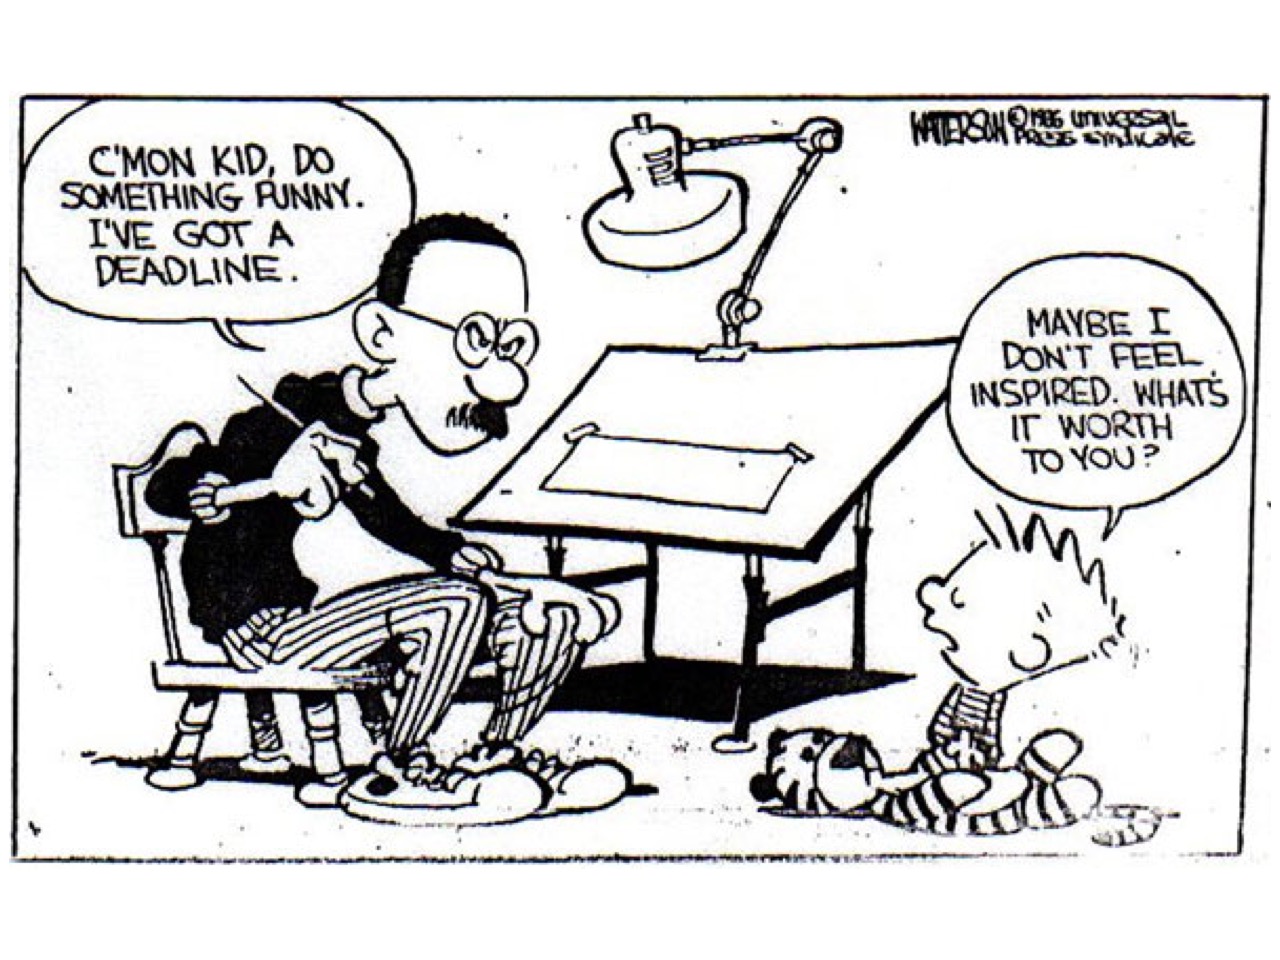 C'MON KID, DO
SOMETHING FUNNY.
I'VE GOT A
DEADLINE.
WATTERSON © 1986 UNIVERSAL
PRESS SYNDICATE
MAYBE I
DON'T FEEL
INSPIRED. WHAT'S
IT WORTH
TO YOU?